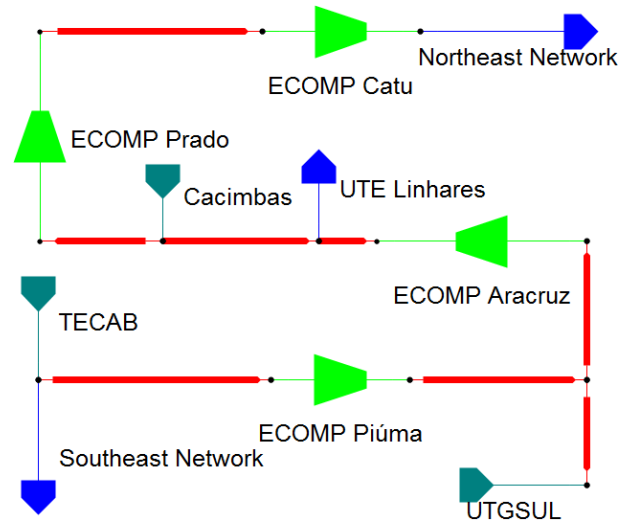 Northeast Network
ECOMP Catu
ECOMP Prado
Cacimbas
UTE Linhares
ECOMP Aracruz
TECAB
ECOMP Piúma
Southeast Network
UTGSUL